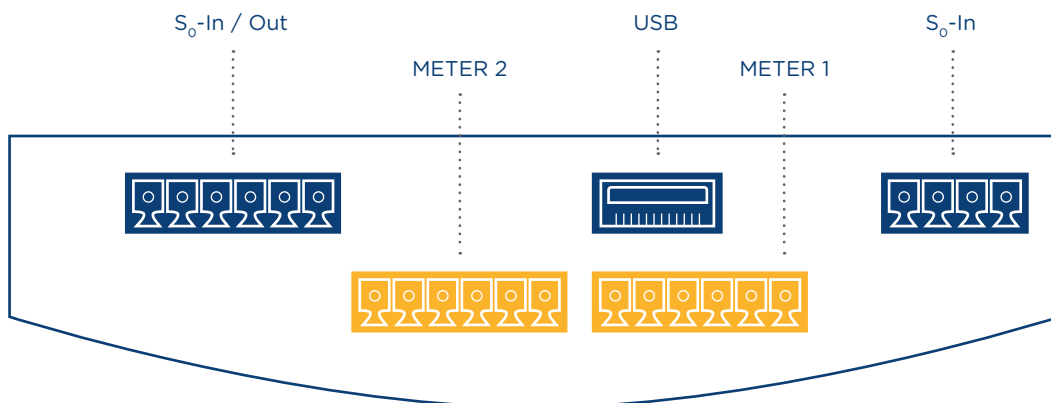 S₀-In / Out
USB
S₀-In
METER 2
METER 1